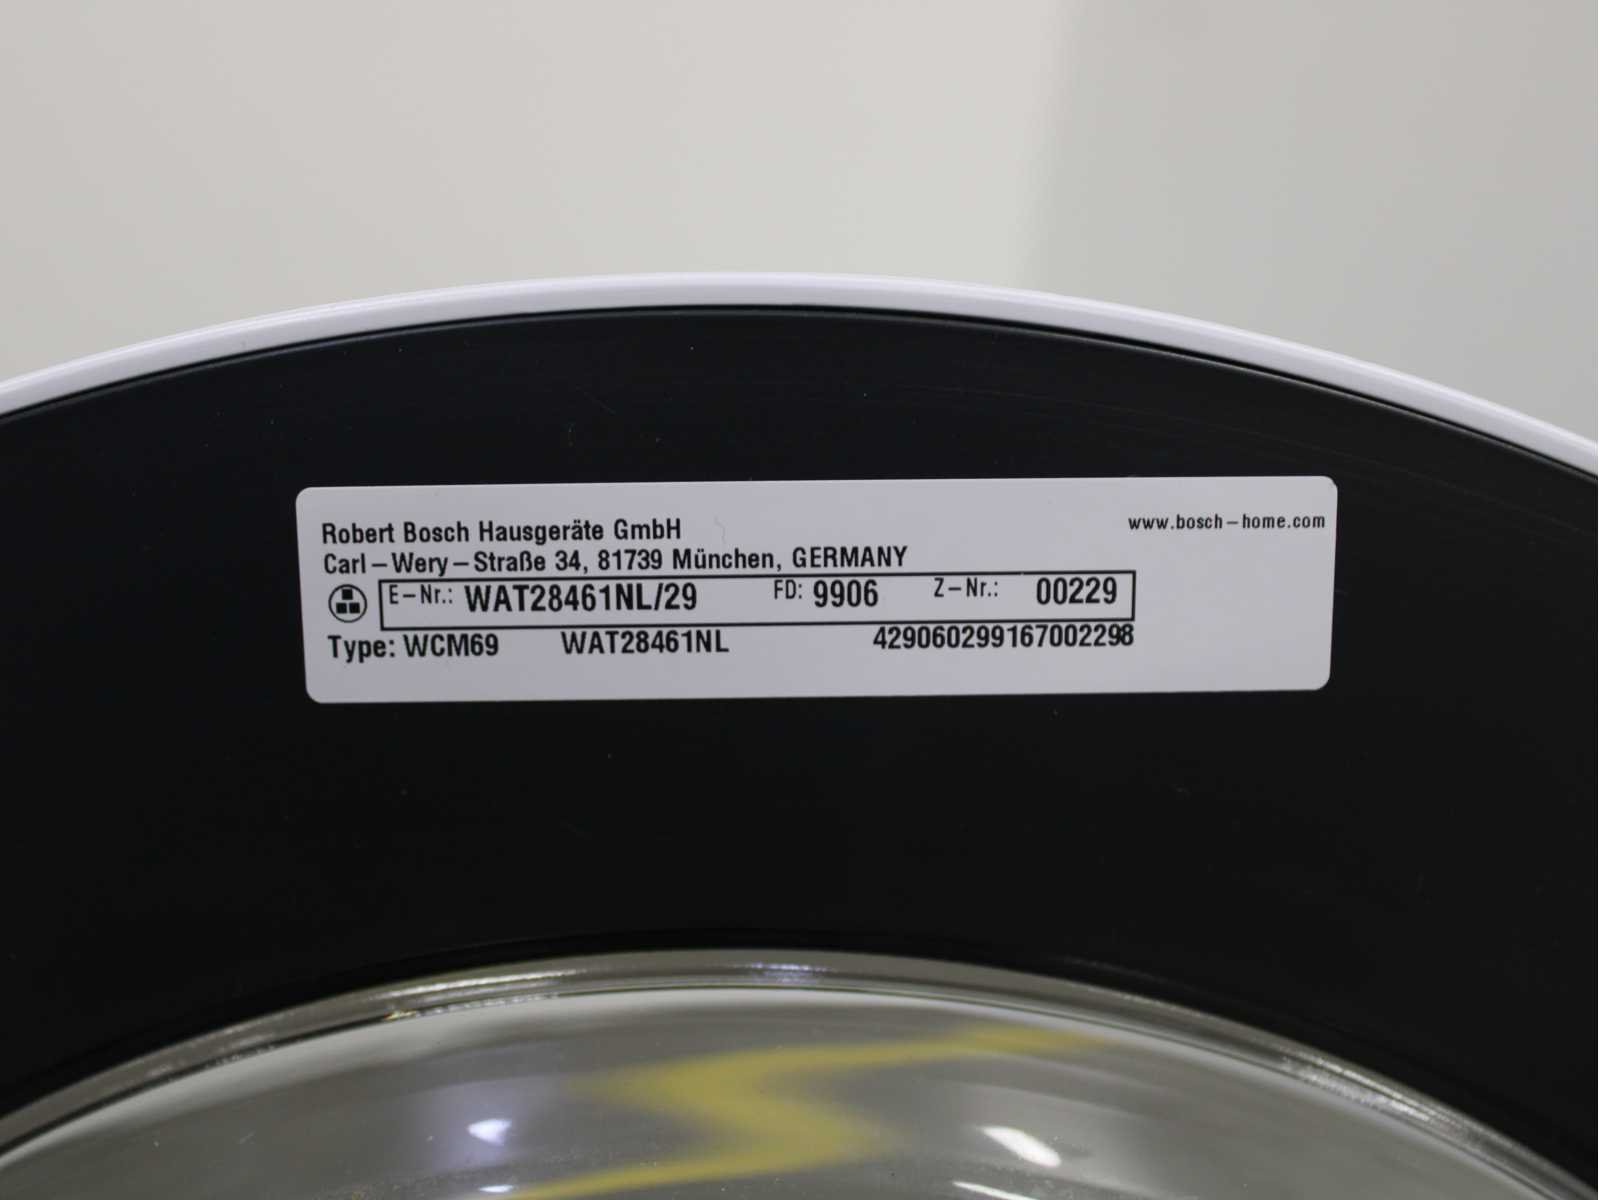 Robert Bosch Hausgeräte GmbH
www.bosch-home.com
Carl-Wery-Straße 34, 81739 München, GERMANY
E-Nr.: WAT28461NL/29 FD: 9906 Z-Nr.: 00229
Type: WCM69 WAT28461NL 429060299167002298